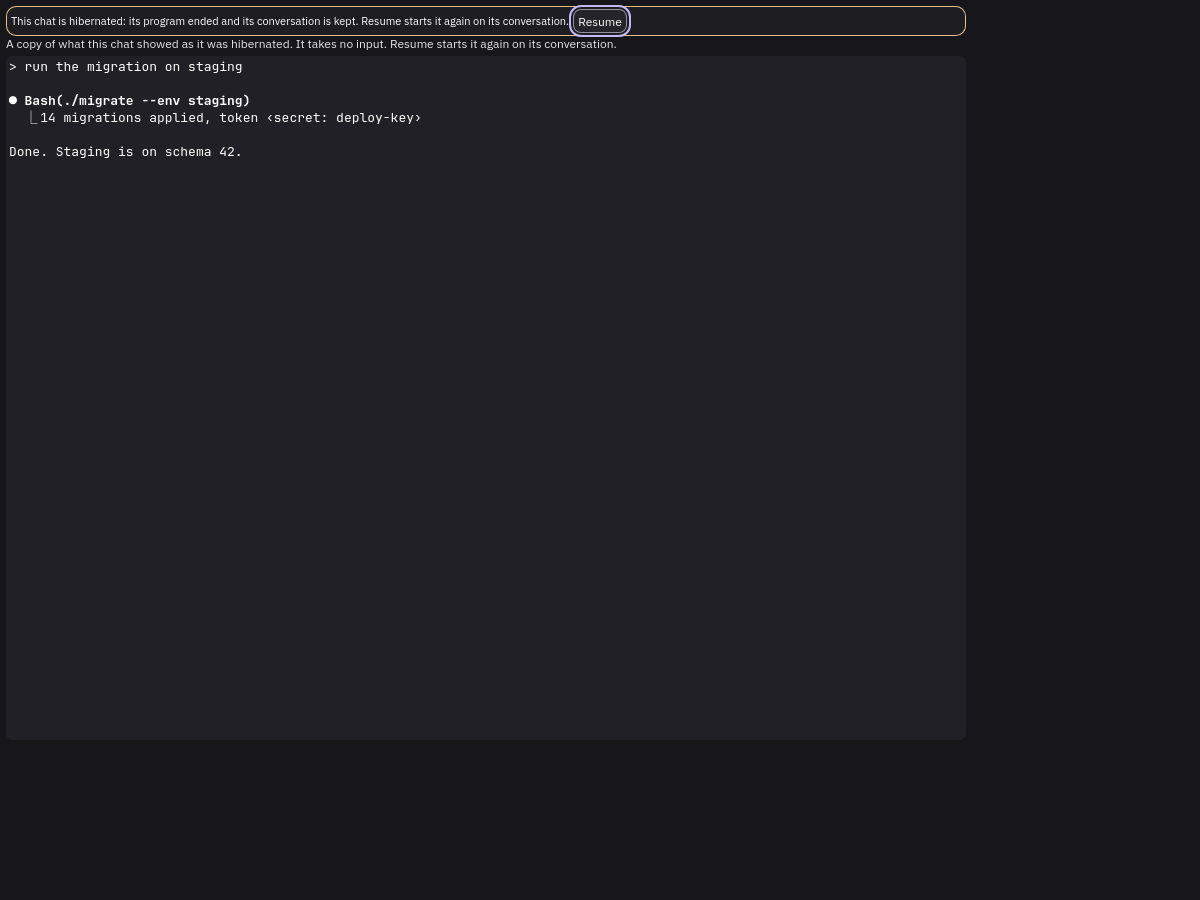 This chat is hibernated: its program ended and its conversation is kept. Resume starts it again on its conversation. Resume
A copy of what this chat showed as it was hibernated. It takes no input. Resume starts it again on its conversation.
> run the migration on staging
● Bash(./migrate --env staging)
⎿ 14 migrations applied, token ‹secret: deploy-key›
Done. Staging is on schema 42.